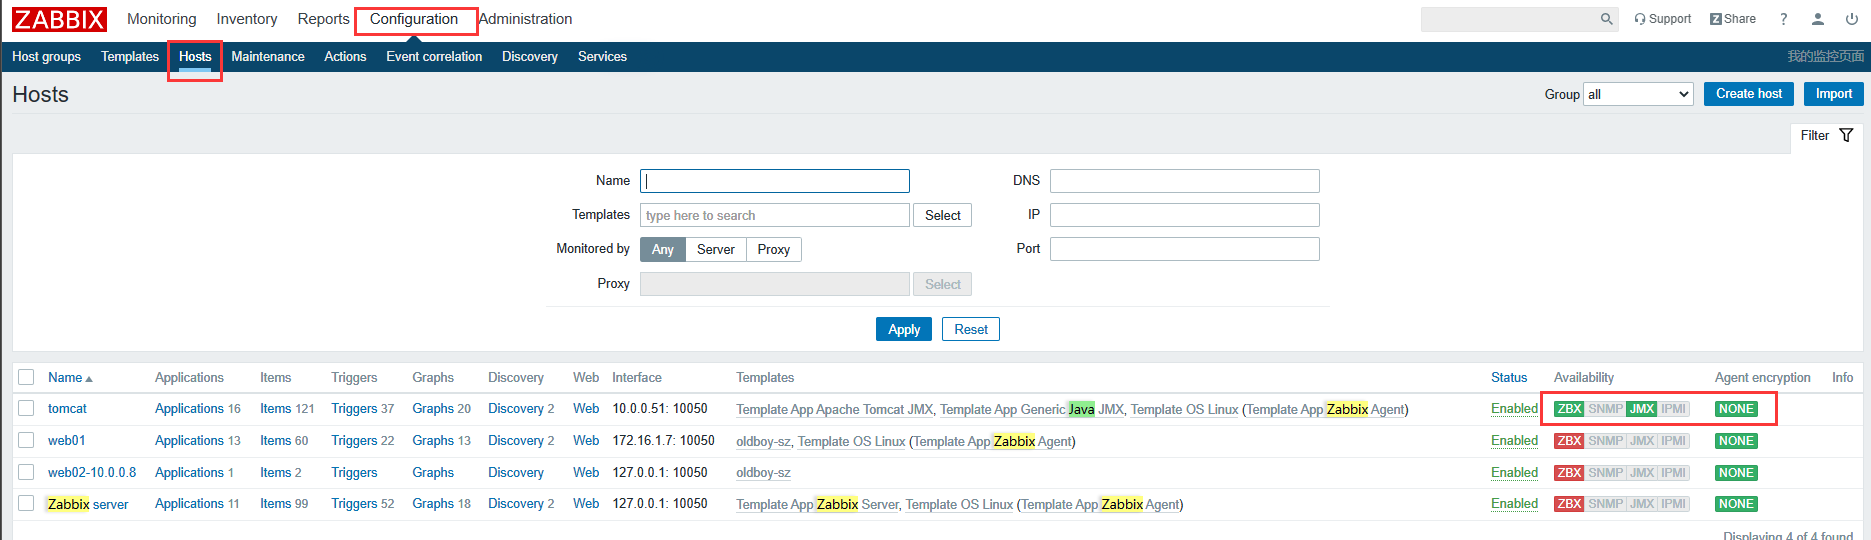 ZABBIX Monitoring Inventory Reports Configuration Administration Support Z Share ?
Host groups Templates Hosts Maintenance Actions Event correlation Discovery Services 我的监控页面
Hosts Group all Create host Import
Filter
Name DNS
Templates type here to search Select IP
Monitored by Any Server Proxy Port
Proxy Select
Apply Reset
Name Applications Items Triggers Graphs Discovery Web Interface Templates Status Availability Agent encryption Info
tomcat Applications 16 Items 121 Triggers 37 Graphs 20 Discovery 2 Web 10.0.0.51: 10050 Template App Apache Tomcat JMX, Template App Generic Java JMX, Template OS Linux (Template App Zabbix Agent) Enabled ZBX SNMP JMX IPMI NONE
web01 Applications 13 Items 60 Triggers 22 Graphs 13 Discovery 2 Web 172.16.1.7: 10050 oldboy-sz, Template OS Linux (Template App Zabbix Agent) Enabled ZBX SNMP JMX IPMI NONE
web02-10.0.0.8 Applications 1 Items 2 Triggers Graphs Discovery Web 127.0.0.1: 10050 oldboy-sz Enabled ZBX SNMP JMX IPMI NONE
Zabbix server Applications 11 Items 99 Triggers 52 Graphs 18 Discovery 2 Web 127.0.0.1: 10050 Template App Zabbix Server, Template OS Linux (Template App Zabbix Agent) Enabled ZBX SNMP JMX IPMI NONE
Displaying 4 of 4 found